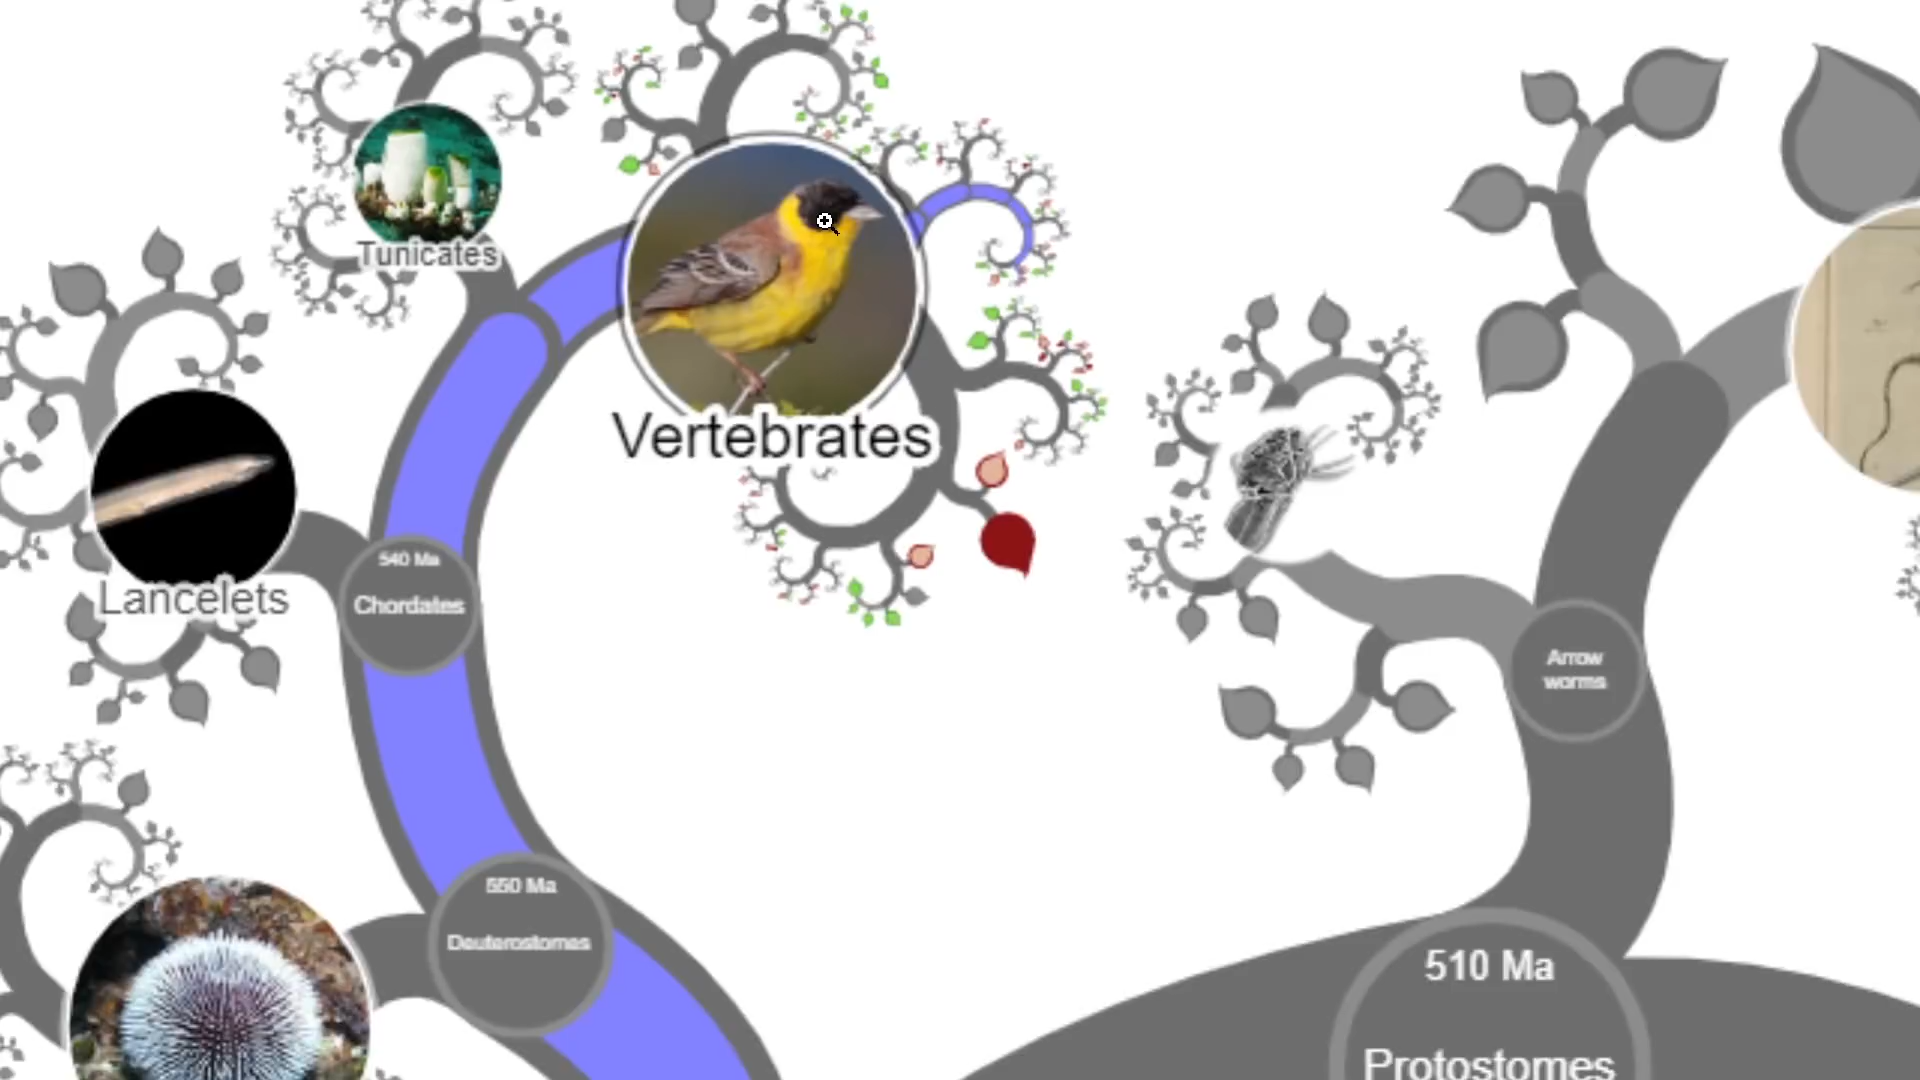 Tunicates
Vertebrates
Lancelets
540 Ma
Chordates
Arrow
worms
550 Ma
Deuterostomes
510 Ma
Protostomes